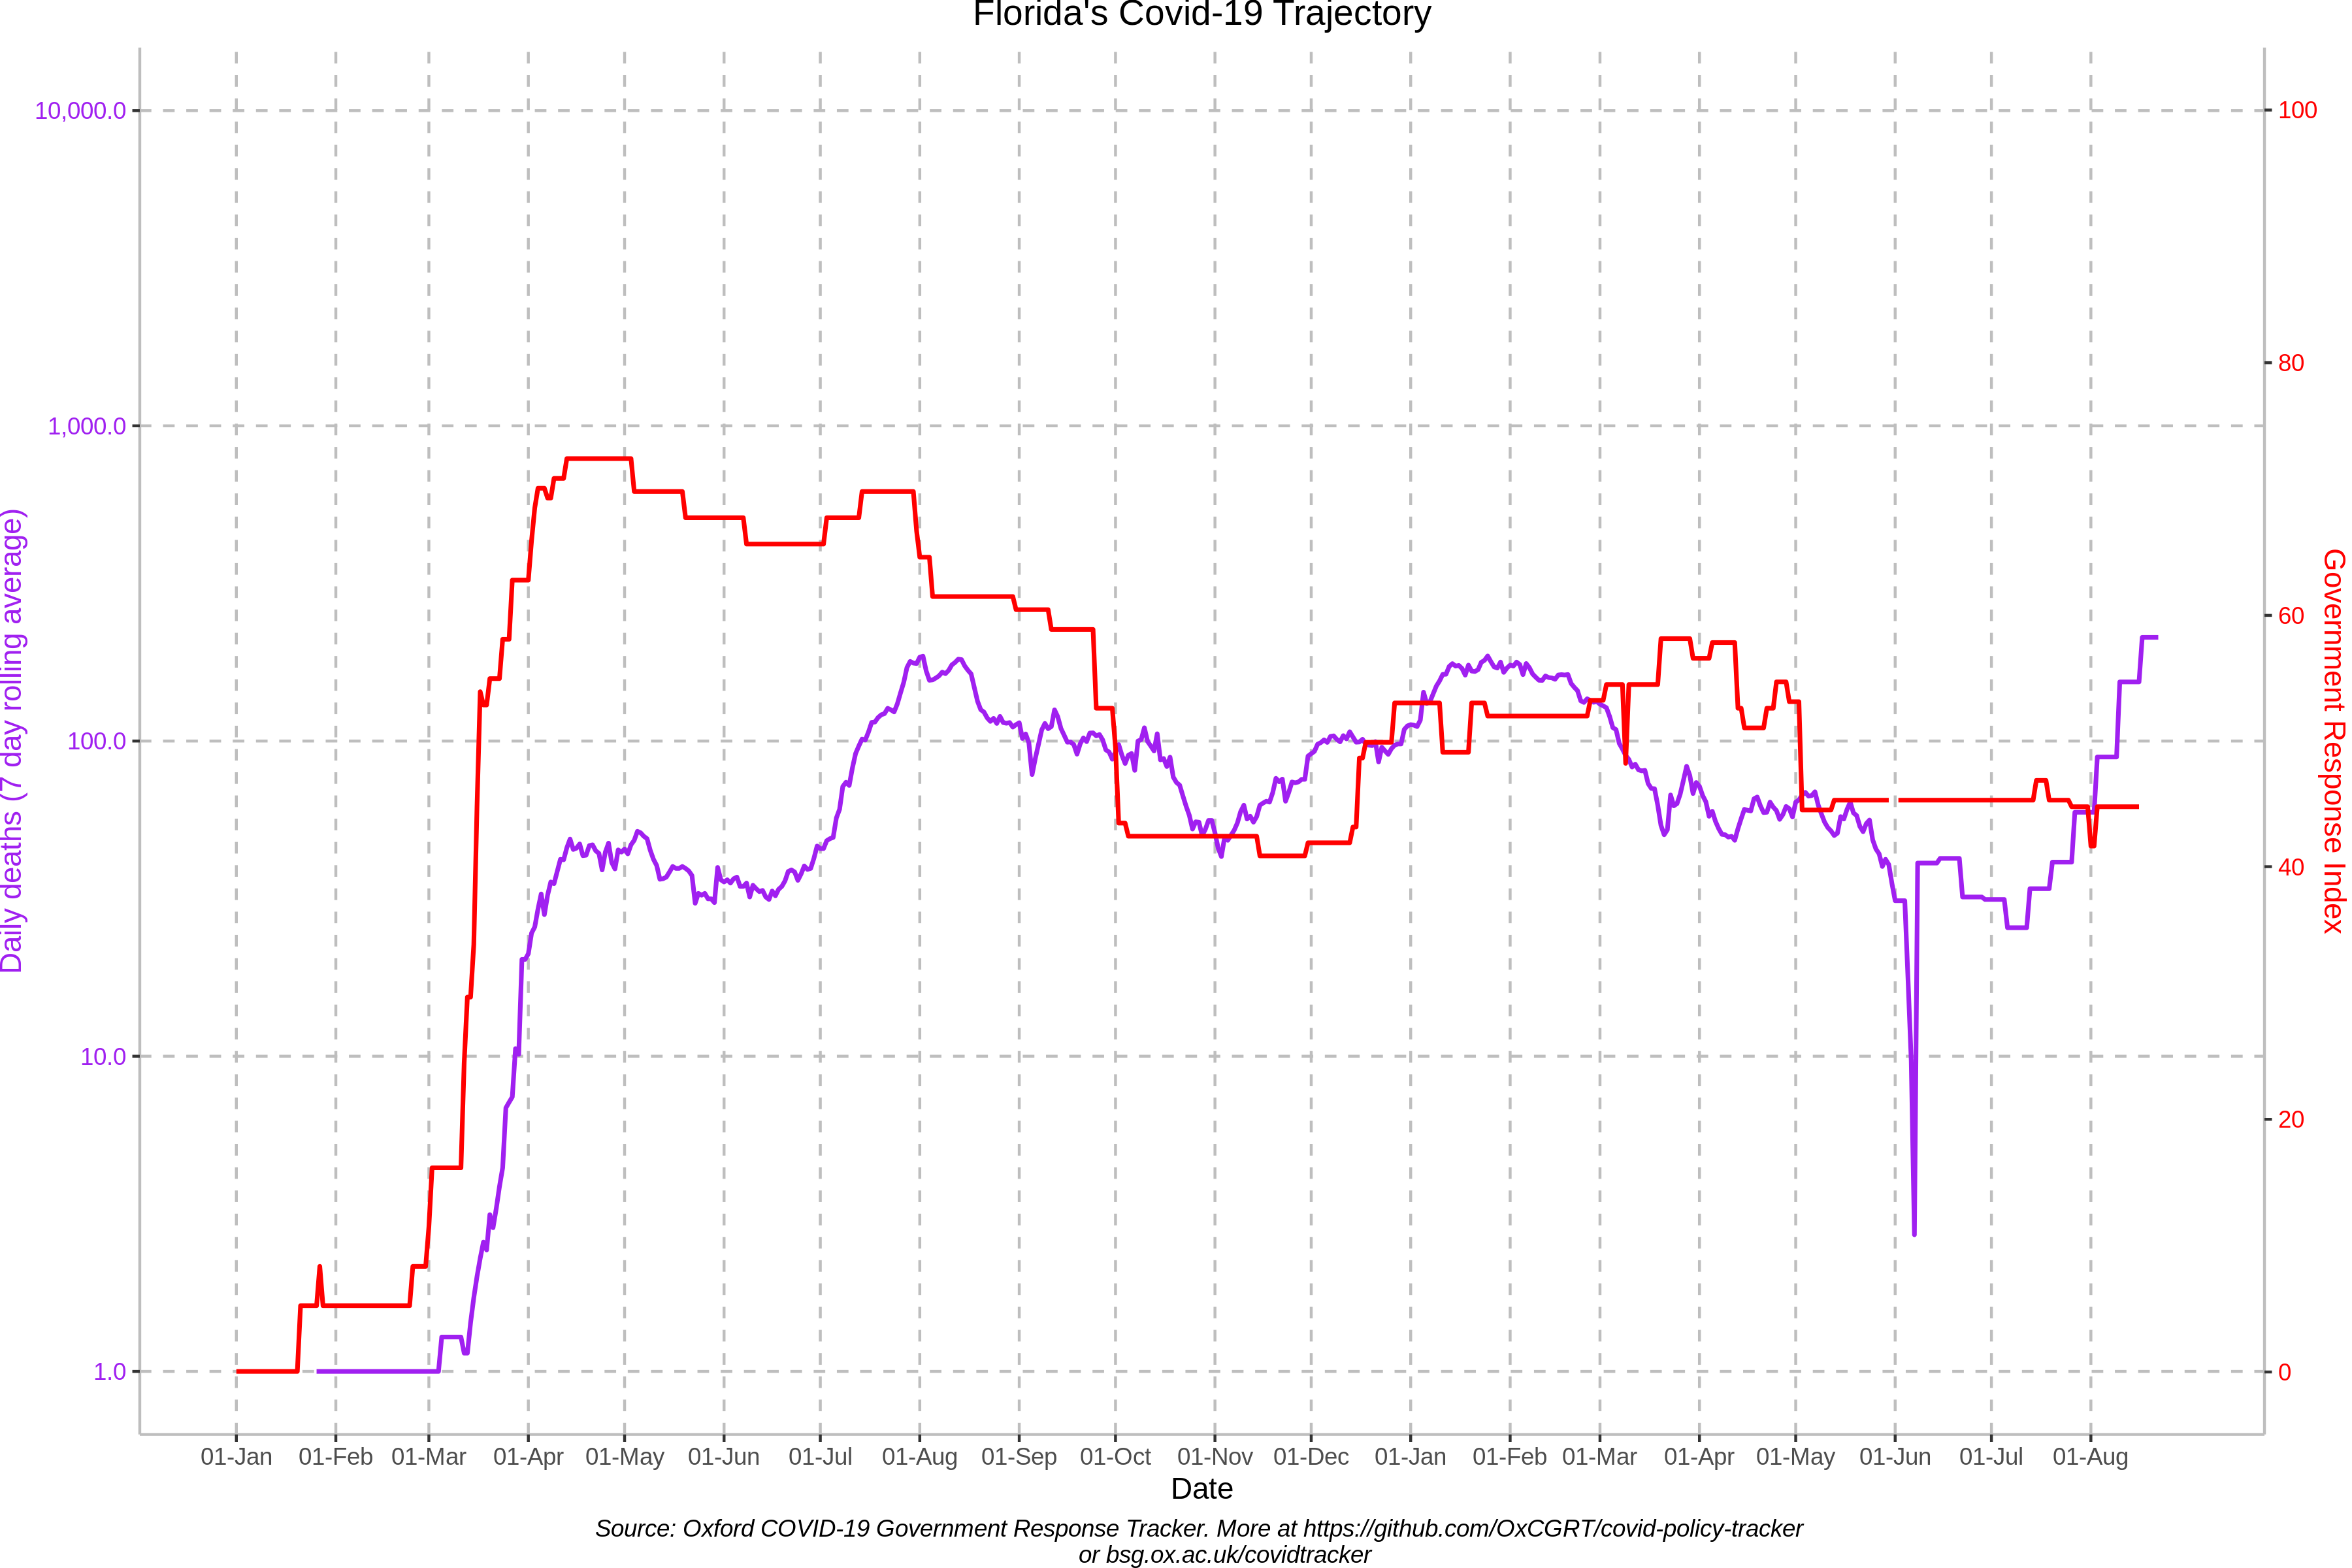 Florida's Covid-19 Trajectory
10,000.0
1,000.0
100.0
10.0
1.0
Daily deaths (7 day rolling average)
100
80
60
40
20
0
Government Response Index
01-Jan 01-Feb 01-Mar 01-Apr 01-May 01-Jun 01-Jul 01-Aug 01-Sep 01-Oct 01-Nov 01-Dec 01-Jan 01-Feb 01-Mar 01-Apr 01-May 01-Jun 01-Jul 01-Aug
Date
Source: Oxford COVID-19 Government Response Tracker. More at https://github.com/OxCGRT/covid-policy-tracker
or bsg.ox.ac.uk/covidtracker